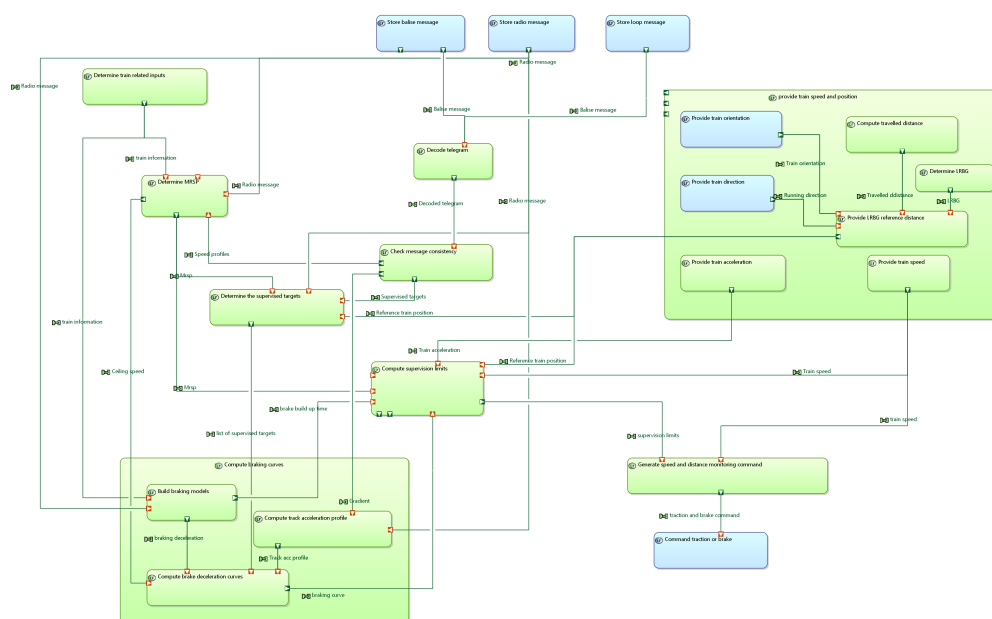 Store balise message
Store radio message
Store loop message
Radio message
Radio message
Determine train related inputs
provide train speed and position
Balise message
Balise message
Provide train orientation
Compute travelled distance
Decode telegram
train information
Train orientation
Determine LRBG
Determine MRSP
Radio message
Provide train direction
Running direction
Travelled ddistance
LRBG
Decoded telegram
Radio message
Provide LRBG reference distance
Speed profiles
Check message consistency
Provide train acceleration
Provide train speed
Mrsp
Determine the supervised targets
Supervised targets
Reference train position
train information
Train acceleration
Reference train position
Compute supervision limits
Ceiling speed
Train speed
Mrsp
brake build up time
train speed
list of supervised targets
supervision limits
Compute braking curves
Generate speed and distance monitoring command
Build braking models
Gradient
Compute track acceleration profile
traction and brake command
braking deceleration
Command traction or brake
Track acc profile
Compute brake deceleration curves
braking curve